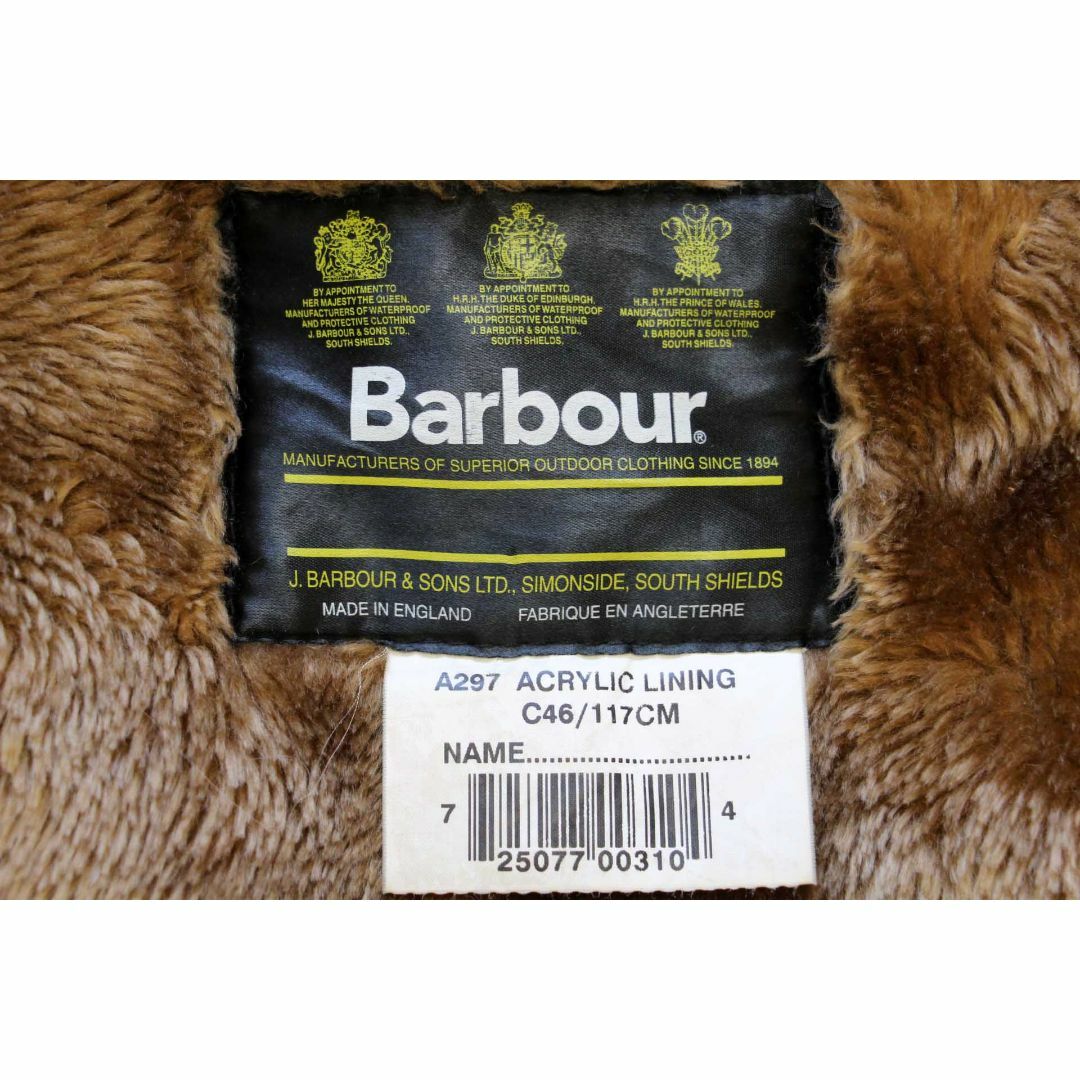 BY APPOINTMENT TO
HER MAJESTY THE QUEEN,
MANUFACTURERS OF WATERPROOF
AND PROTECTIVE CLOTHING
J. BARBOUR & SONS LTD.,
SOUTH SHIELDS.
BY APPOINTMENT TO
H.R.H. THE DUKE OF EDINBURGH,
MANUFACTURERS OF WATERPROOF
AND PROTECTIVE CLOTHING
J. BARBOUR & SONS LTD.,
SOUTH SHIELDS.
BY APPOINTMENT TO
H.R.H. THE PRINCE OF WALES,
MANUFACTURERS OF WATERPROOF
AND PROTECTIVE CLOTHING
J. BARBOUR & SONS LTD.,
SOUTH SHIELDS.
Barbour®
MANUFACTURERS OF SUPERIOR OUTDOOR CLOTHING SINCE 1894
J. BARBOUR & SONS LTD., SIMONSIDE, SOUTH SHIELDS
MADE IN ENGLAND FABRIQUE EN ANGLETERRE
A297 ACRYLIC LINING
C46/117CM
NAME...............................
7 25077 00310 4